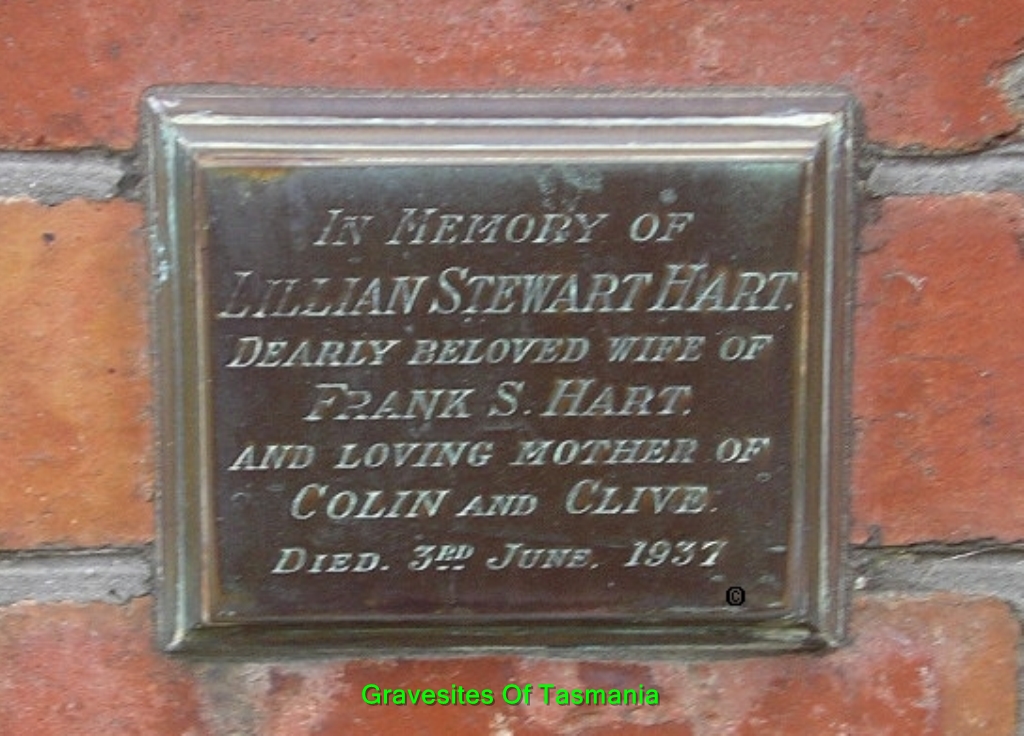 IN MEMORY OF
LILLIAN STEWART HART.
DEARLY BELOVED WIFE OF
FRANK S. HART.
AND LOVING MOTHER OF
COLIN AND CLIVE.
DIED. 3RD JUNE. 1937
©
Gravesites Of Tasmania